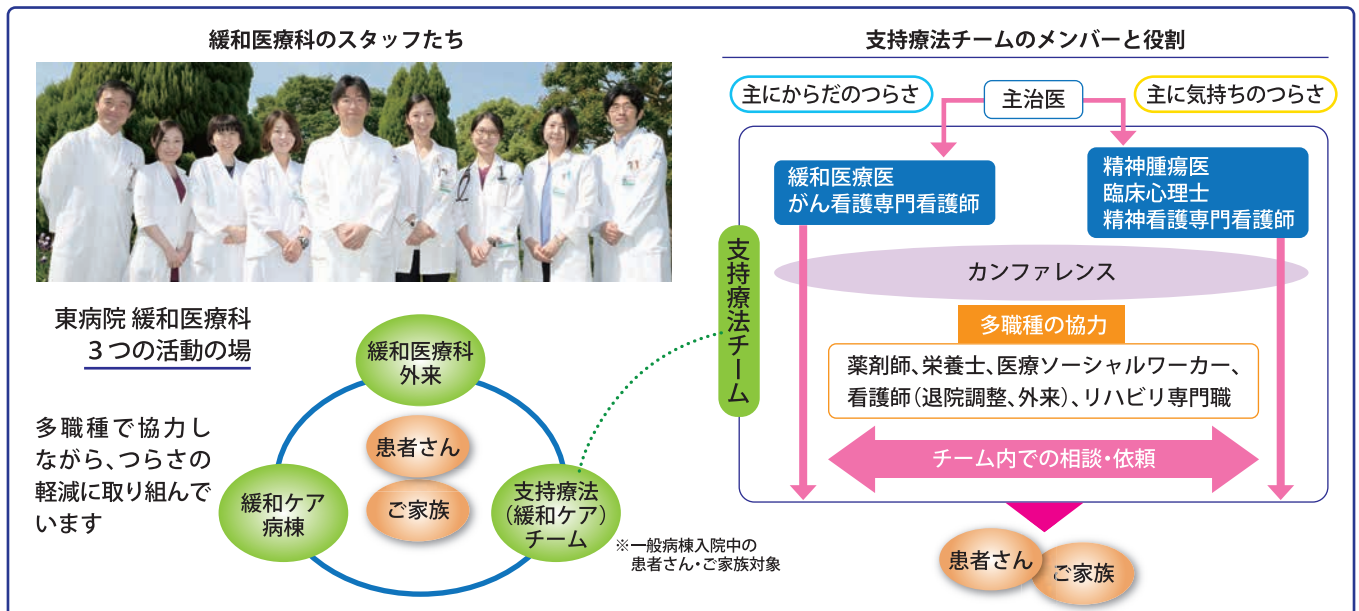 緩和医療科のスタッフたち
東病院 緩和医療科
3つの活動の場
多職種で協力し
ながら、つらさの
軽減に取り組んで
います
緩和医療科
外来
患者さん
ご家族
緩和ケア
病棟
支持療法
(緩和ケア)
チーム
※一般病棟入院中の
患者さん・ご家族対象
支持療法チームのメンバーと役割
主にからだのつらさ
主治医
主に気持ちのつらさ
緩和医療医
がん看護専門看護師
精神腫瘍医
臨床心理士
精神看護専門看護師
支持療法チーム
カンファレンス
多職種の協力
薬剤師、栄養士、医療ソーシャルワーカー、
看護師(退院調整、外来)、リハビリ専門職
チーム内での相談・依頼
患者さん
ご家族